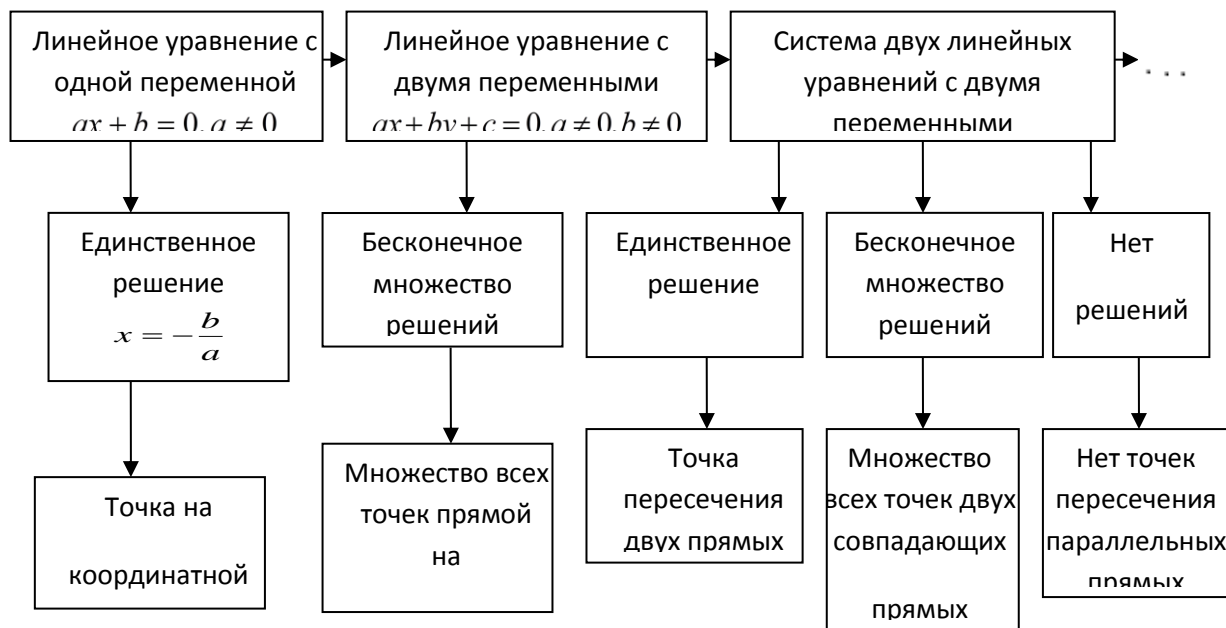 Линейное уравнение с
одной переменной
ax + b = 0, a ≠ 0
Линейное уравнение с
двумя переменными
ax + by + c = 0, a ≠ 0, b ≠ 0
Система двух линейных
уравнений с двумя
переменными
. . .
Единственное
решение
x = -b/a
Бесконечное
множество
решений
Единственное
решение
Бесконечное
множество
решений
Нет
решений
Точка на
координатной
Множество всех
точек прямой
на
Точка
пересечения
двух прямых
Множество
всех точек двух
совпадающих
прямых
Нет точек
пересечения
параллельных
прямых